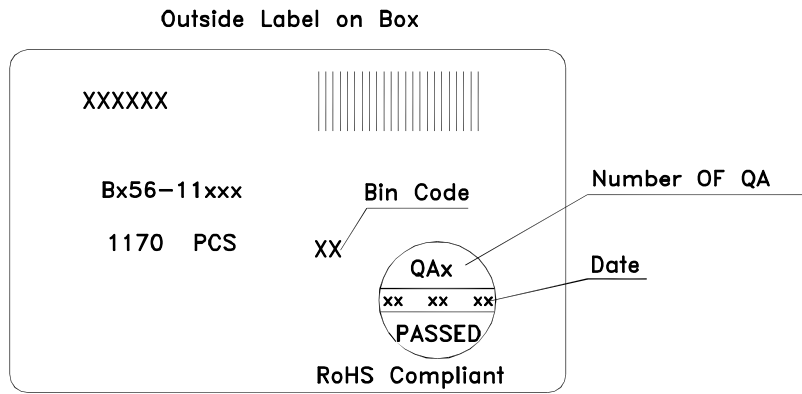 Outside Label on Box
XXXXXX
Bx56-11xxx
Bin Code
Number OF QA
1170 PCS
XX
QAx
Date
xx xx xx
PASSED
RoHS Compliant